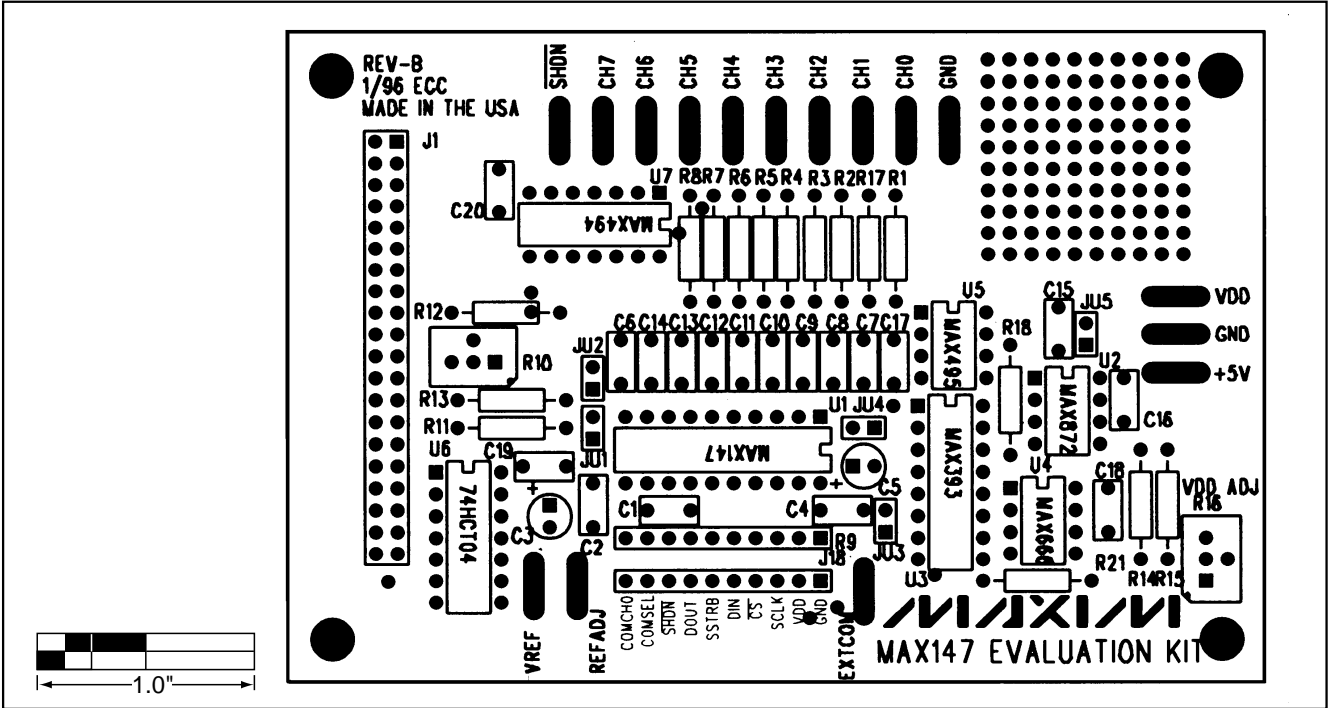 REV-B
1/96 ECC
MADE IN THE USA
SHDN
CH7
CH6
CH5
CH4
CH3
CH2
CH1
CH0
GND
J1
C20
U7
R8
R7
R6
R5
R4
R3
R2
R17
R1
MAX494
R12
R10
R13
R11
JU2
JU1
C6
C14
C13
C12
C11
C10
C9
C8
C7
C17
U5
MAX495
R18
C15
JU5
VDD
GND
+5V
U2
MAX872
C16
U1
JU4
MAX147
MAX393
U6
74HCT04
C19
+
C3
C2
C1
C4
+
C5
JU3
R9
J18
U3
U4
MAX666
C18
R21
R14
R15
VDD ADJ
R16
VREF
REFADJ
COMCH0
COMSEL
SHDN
DOUT
SSTRB
DIN
CS
SCLK
VDD
GND
EXTCOM
MAXIM
MAX147 EVALUATION KIT
1.0"